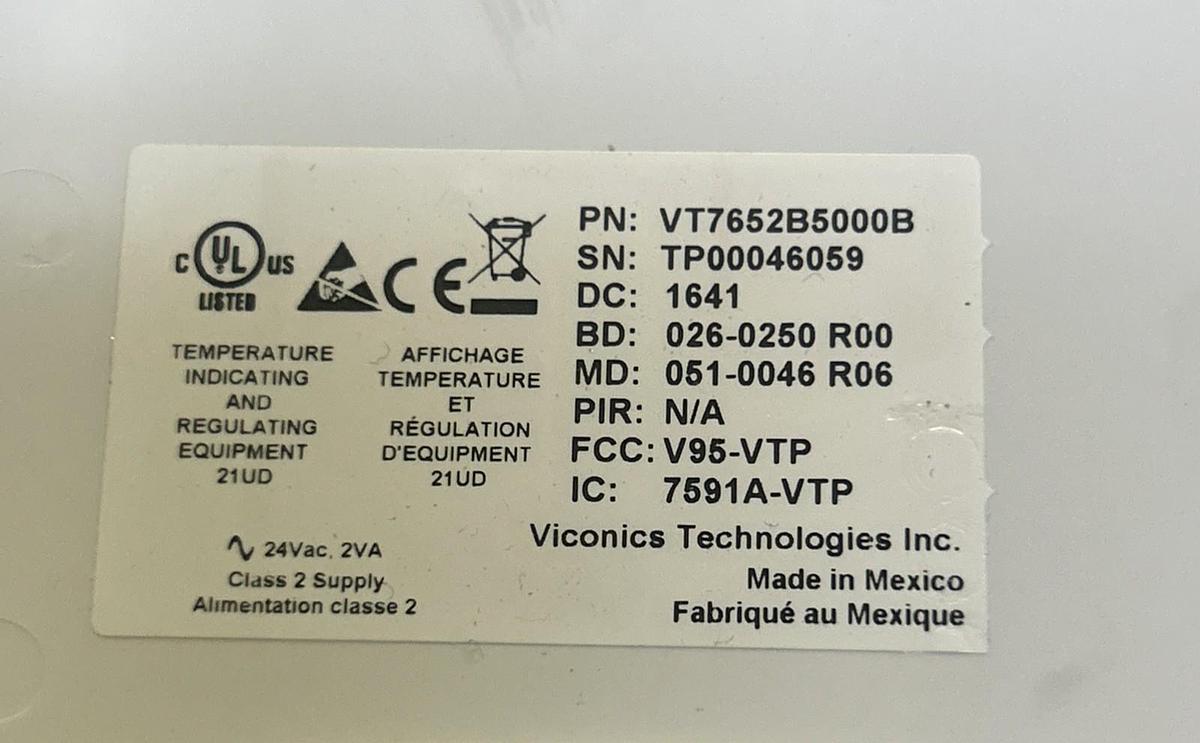 C UL US
LISTED
CE
TEMPERATURE
INDICATING
AND
REGULATING
EQUIPMENT
21UD
AFFICHAGE
TEMPERATURE
ET
RÉGULATION
D'EQUIPMENT
21UD
24Vac, 2VA
Class 2 Supply
Alimentation classe 2
PN: VT7652B5000B
SN: TP00046059
DC: 1641
BD: 026-0250 R00
MD: 051-0046 R06
PIR: N/A
FCC: V95-VTP
IC: 7591A-VTP
Viconics Technologies Inc.
Made in Mexico
Fabriqué au Mexique